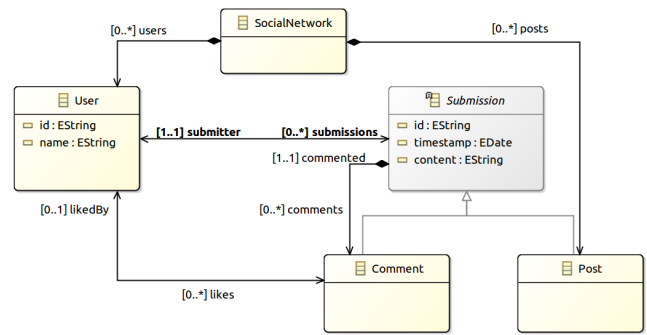 SocialNetwork
[0..*] users
[0..*] posts
User
id : EString
name : EString
Submission
id : EString
timestamp : EDate
content : EString
[1..1] submitter
[0..*] submissions
[1..1] commented
[0..1] likedBy
[0..*] comments
Comment
Post
[0..*] likes